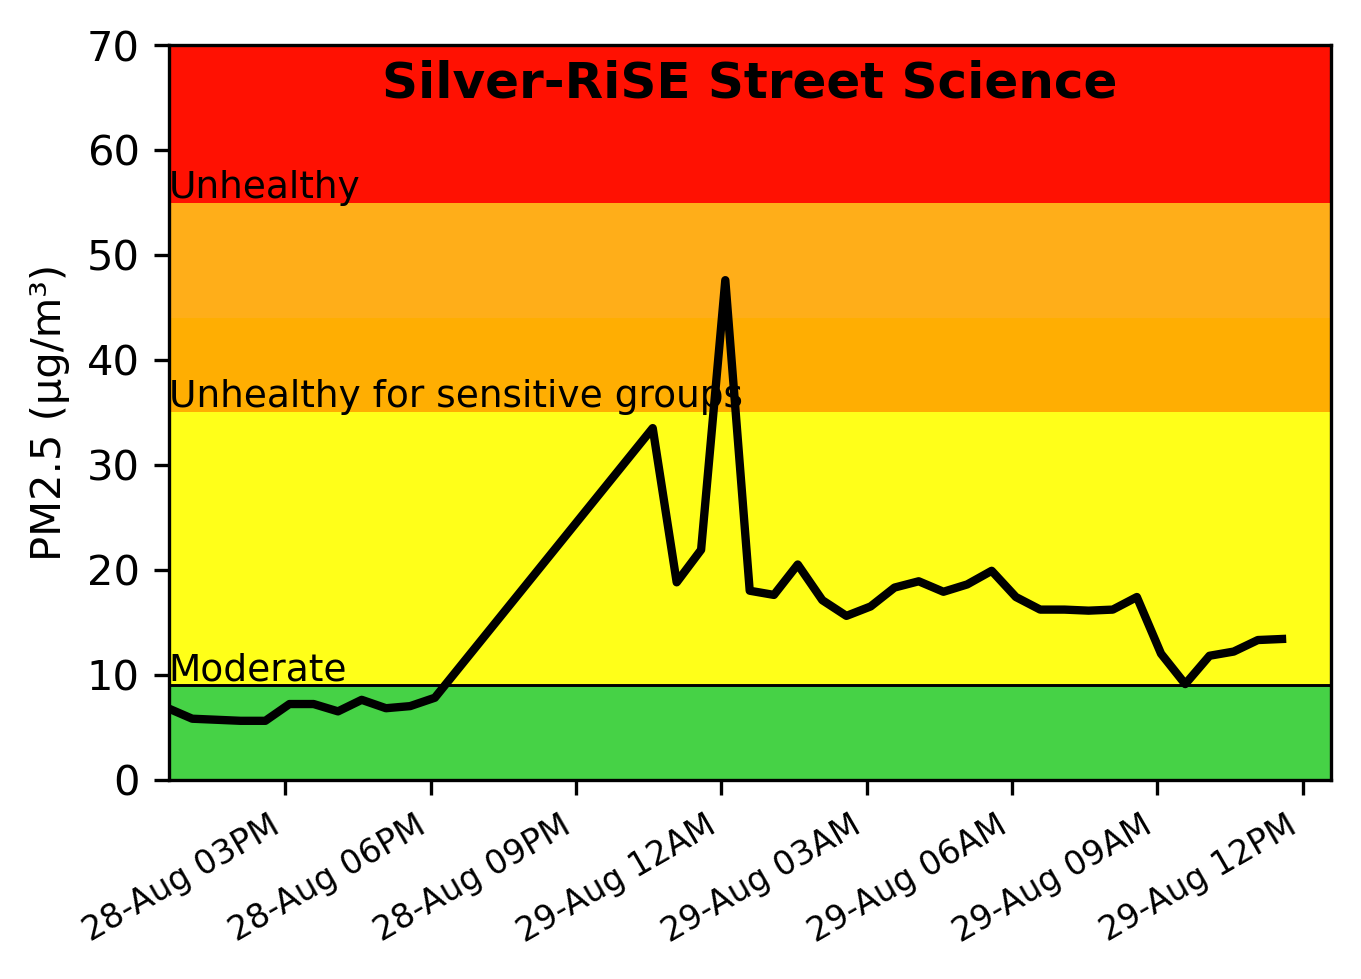 Silver-RiSE Street Science
70
60
50
40
30
20
10
0
PM2.5 (µg/m³)
Unhealthy
Unhealthy for sensitive groups
Moderate
28-Aug 03PM
28-Aug 06PM
28-Aug 09PM
29-Aug 12AM
29-Aug 03AM
29-Aug 06AM
29-Aug 09AM
29-Aug 12PM